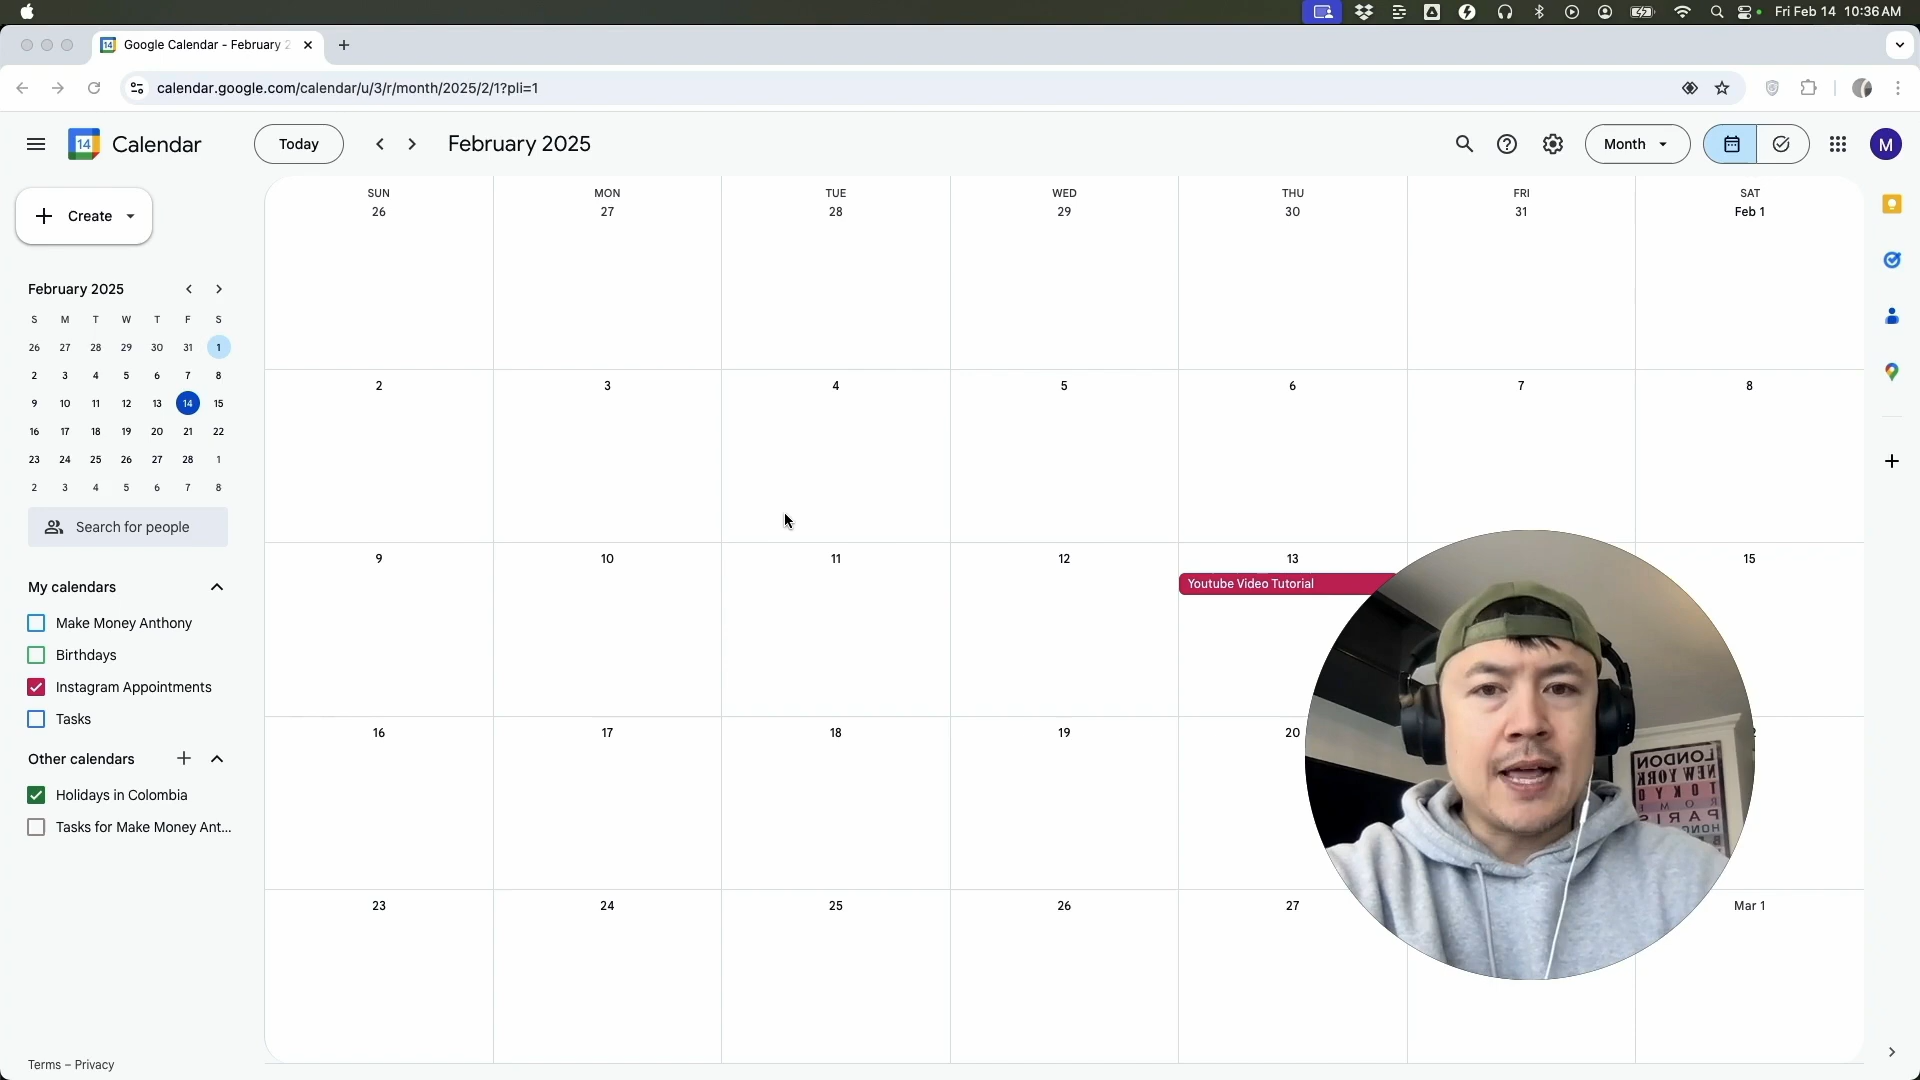 Fri Feb 14 10:36 AM
Google Calendar - February 2
calendar.google.com/calendar/u/3/r/month/2025/2/1?pli=1
14
Calendar
Today
February 2025
Month
M
Create
February 2025
S M T W T F S
26 27 28 29 30 31 1
2 3 4 5 6 7 8
9 10 11 12 13 14 15
16 17 18 19 20 21 22
23 24 25 26 27 28 1
2 3 4 5 6 7 8
Search for people
My calendars
Make Money Anthony
Birthdays
Instagram Appointments
Tasks
Other calendars
Holidays in Colombia
Tasks for Make Money Ant...
Terms – Privacy
SUN MON TUE WED THU FRI SAT
26 27 28 29 30 31 Feb 1
2 3 4 5 6 7 8
9 10 11 12 13 15
Youtube Video Tutorial
16 17 18 19 20
23 24 25 26 27 Mar 1
LONDON
NEW YORK
TOKYO
ROME
PARIS